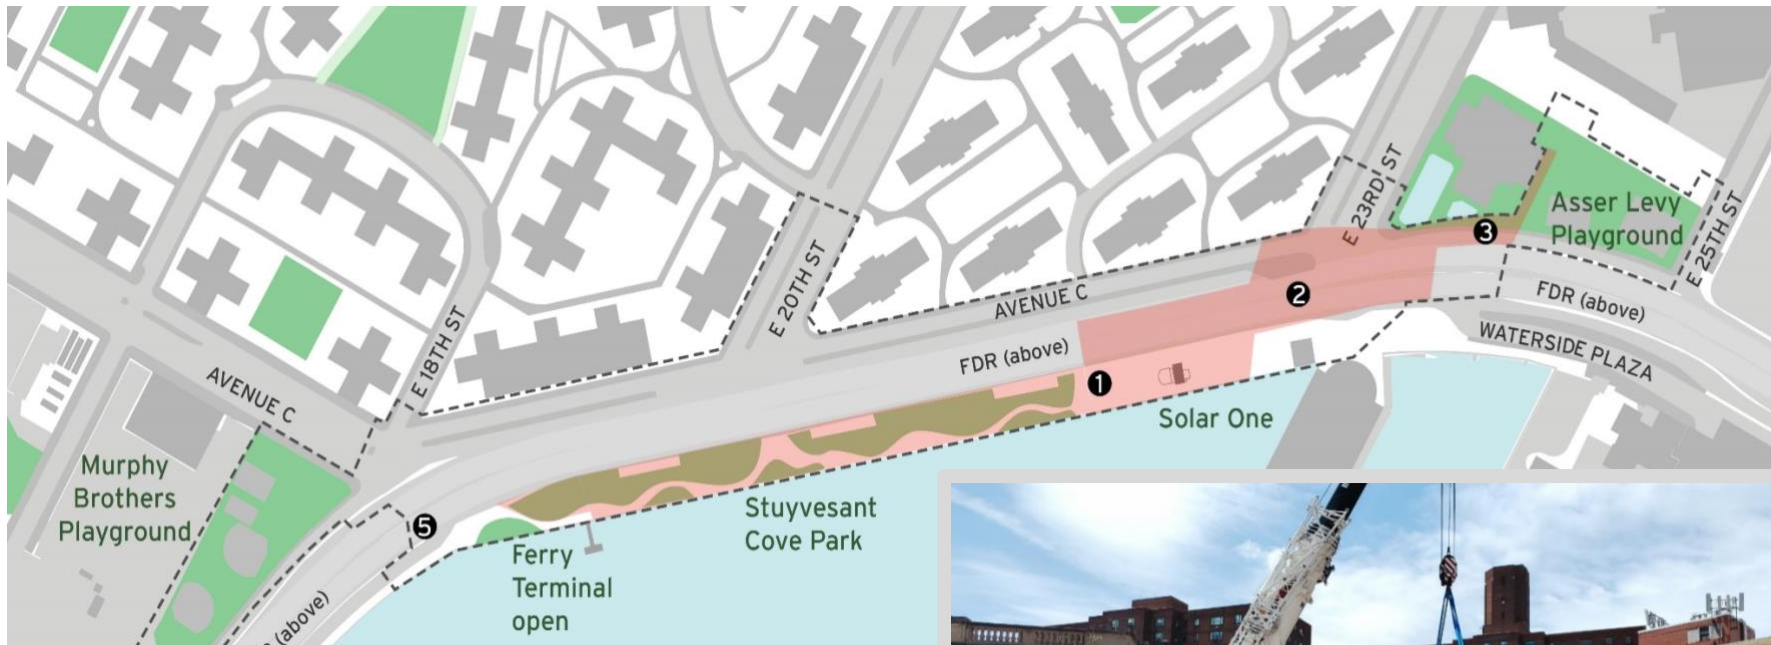 E 23RD ST
Asser Levy
Playground
E 25TH ST
3
E 20TH ST
AVENUE C
2
FDR (above)
WATERSIDE PLAZA
FDR (above)
1
Solar One
E 18TH ST
AVENUE C
Murphy
Brothers
Playground
5
Stuyvesant
Cove Park
Ferry
Terminal
open
(above)